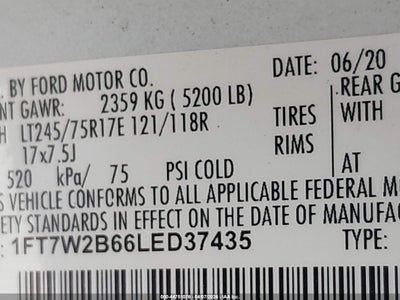 . BY FORD MOTOR CO.
DATE: 06/20
NT GAWR: 2359 KG ( 5200 LB)
REAR G
H LT245/75R17E 121/118R
TIRES WITH
17x7.5J
RIMS
520 kPa/ 75 PSI COLD
AT
VEHICLE CONFORMS TO ALL APPLICABLE FEDERAL M
ETY STANDARDS IN EFFECT ON THE DATE OF MANUFAC
: 1FT7W2B66LED37435
TYPE: